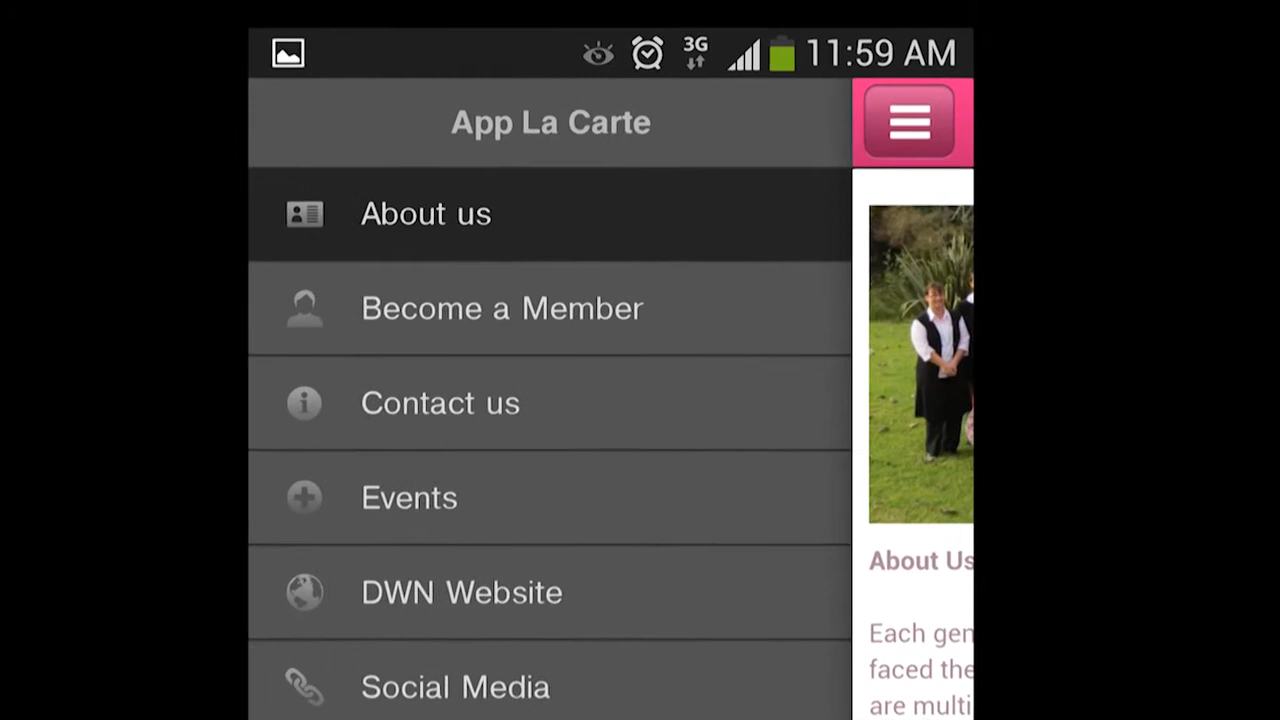 3G 11:59 AM
App La Carte
About us
Become a Member
Contact us
Events
DWN Website
Social Media
About Us
Each gen
faced the
are multi